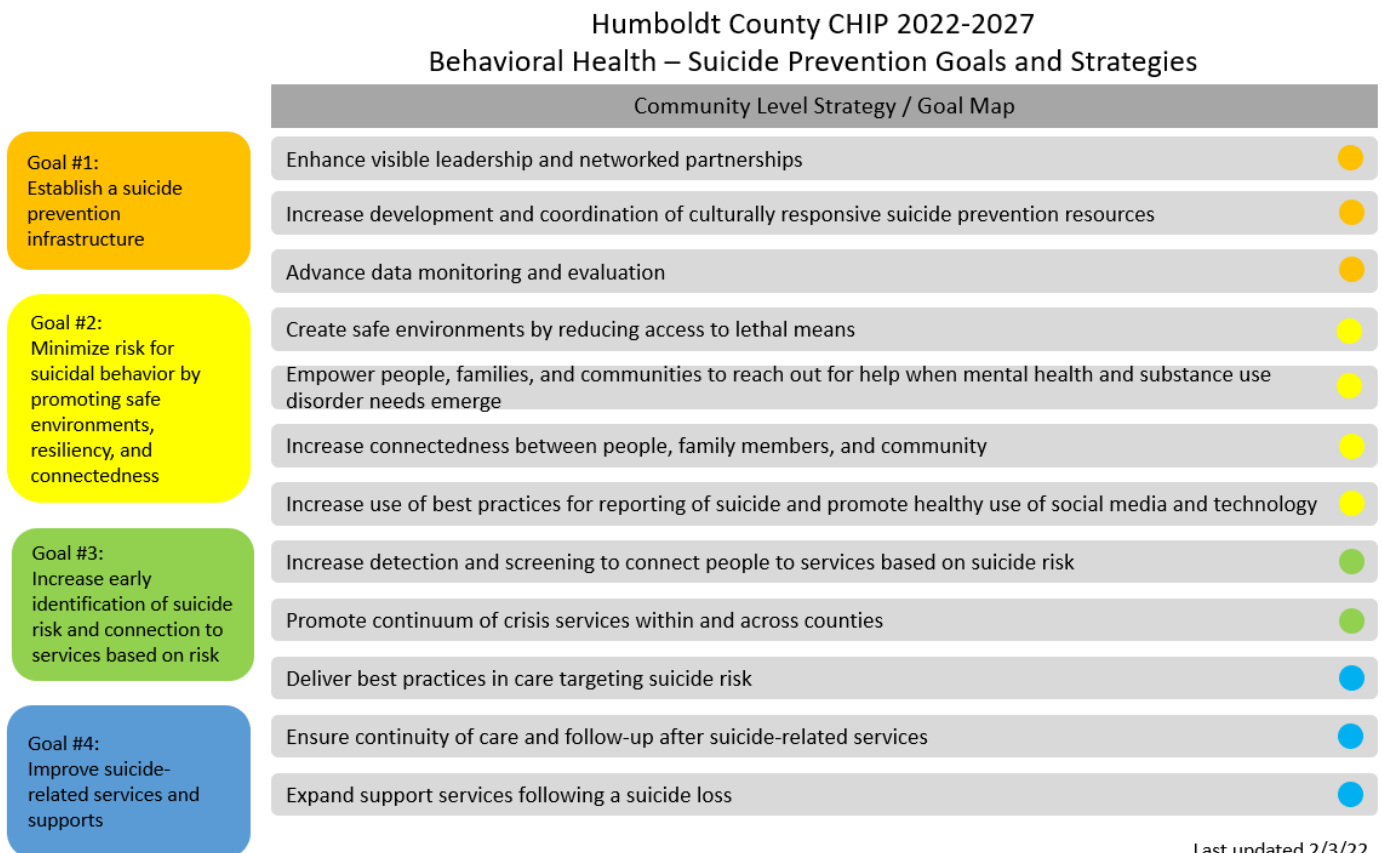 Humboldt County CHIP 2022-2027
Behavioral Health – Suicide Prevention Goals and Strategies
Community Level Strategy / Goal Map
Goal #1:
Establish a suicide
prevention
infrastructure
Enhance visible leadership and networked partnerships
Increase development and coordination of culturally responsive suicide prevention resources
Advance data monitoring and evaluation
Goal #2:
Minimize risk for
suicidal behavior by
promoting safe
environments,
resiliency, and
connectedness
Create safe environments by reducing access to lethal means
Empower people, families, and communities to reach out for help when mental health and substance use
disorder needs emerge
Increase connectedness between people, family members, and community
Increase use of best practices for reporting of suicide and promote healthy use of social media and technology
Goal #3:
Increase early
identification of suicide
risk and connection to
services based on risk
Increase detection and screening to connect people to services based on suicide risk
Promote continuum of crisis services within and across counties
Goal #4:
Improve suicide-
related services and
supports
Deliver best practices in care targeting suicide risk
Ensure continuity of care and follow-up after suicide-related services
Expand support services following a suicide loss
Last updated 2/3/22